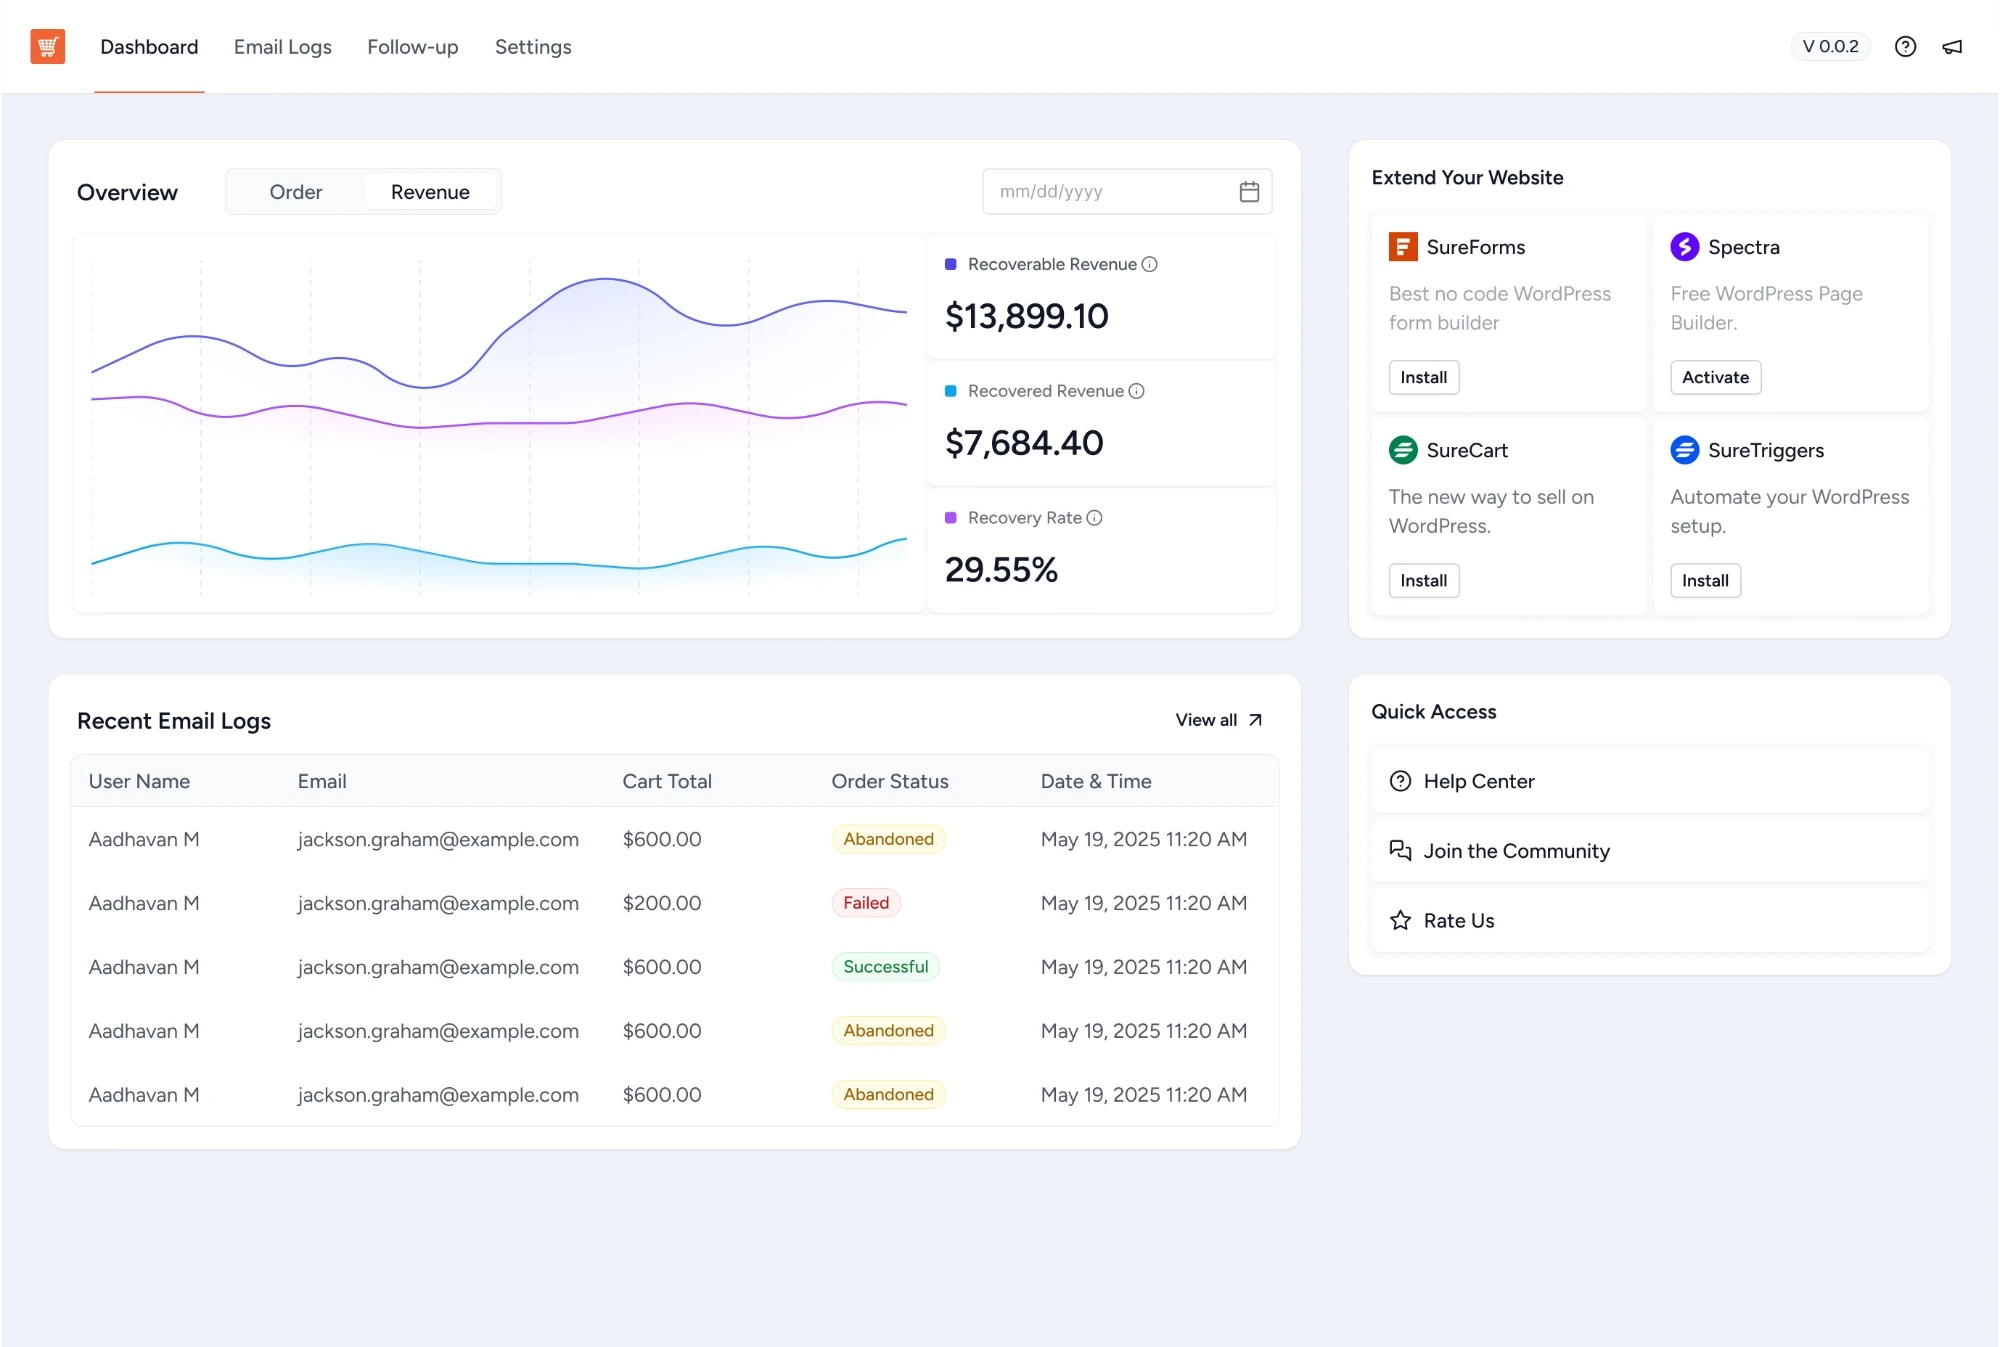 Dashboard
Email Logs
Follow-up
Settings
V 0.0.2
Overview
Order
Revenue
mm/dd/yyyy
Recoverable Revenue
$13,899.10
Recovered Revenue
$7,684.40
Recovery Rate
29.55%
Extend Your Website
SureForms
Best no code WordPress
form builder
Install
Spectra
Free WordPress Page
Builder.
Activate
SureCart
The new way to sell on
WordPress.
Install
SureTriggers
Automate your WordPress
setup.
Install
Recent Email Logs
View all
User Name Email Cart Total Order Status Date & Time
Aadhavan M jackson.graham@example.com $600.00 Abandoned May 19, 2025 11:20 AM
Aadhavan M jackson.graham@example.com $200.00 Failed May 19, 2025 11:20 AM
Aadhavan M jackson.graham@example.com $600.00 Successful May 19, 2025 11:20 AM
Aadhavan M jackson.graham@example.com $600.00 Abandoned May 19, 2025 11:20 AM
Aadhavan M jackson.graham@example.com $600.00 Abandoned May 19, 2025 11:20 AM
Quick Access
Help Center
Join the Community
Rate Us